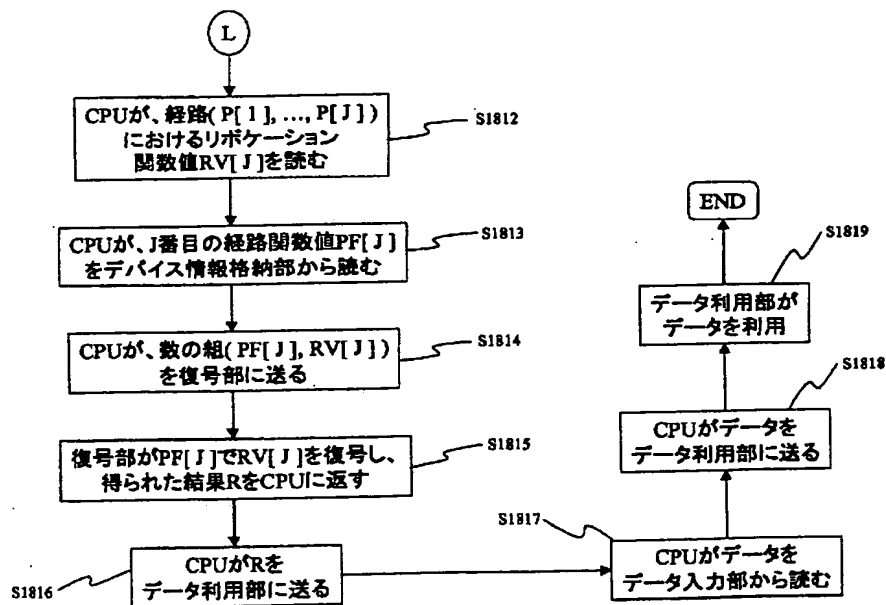 L
CPUが、経路( P[ 1 ], ..., P[ J ] )
におけるリボケーション
関数値RV[ J ]を読む
S1812
CPUが、J番目の経路関数値PF[ J ]
をデバイス情報格納部から読む
S1813
CPUが、数の組( PF[ J ], RV[ J ] )
を復号部に送る
S1814
復号部がPF[ J ]でRV[ J ]を復号し、
得られた結果RをCPUに返す
S1815
CPUがRを
データ利用部に送る
S1816
S1817
CPUがデータを
データ入力部から読む
CPUがデータを
データ利用部に送る
S1818
データ利用部が
データを利用
S1819
END